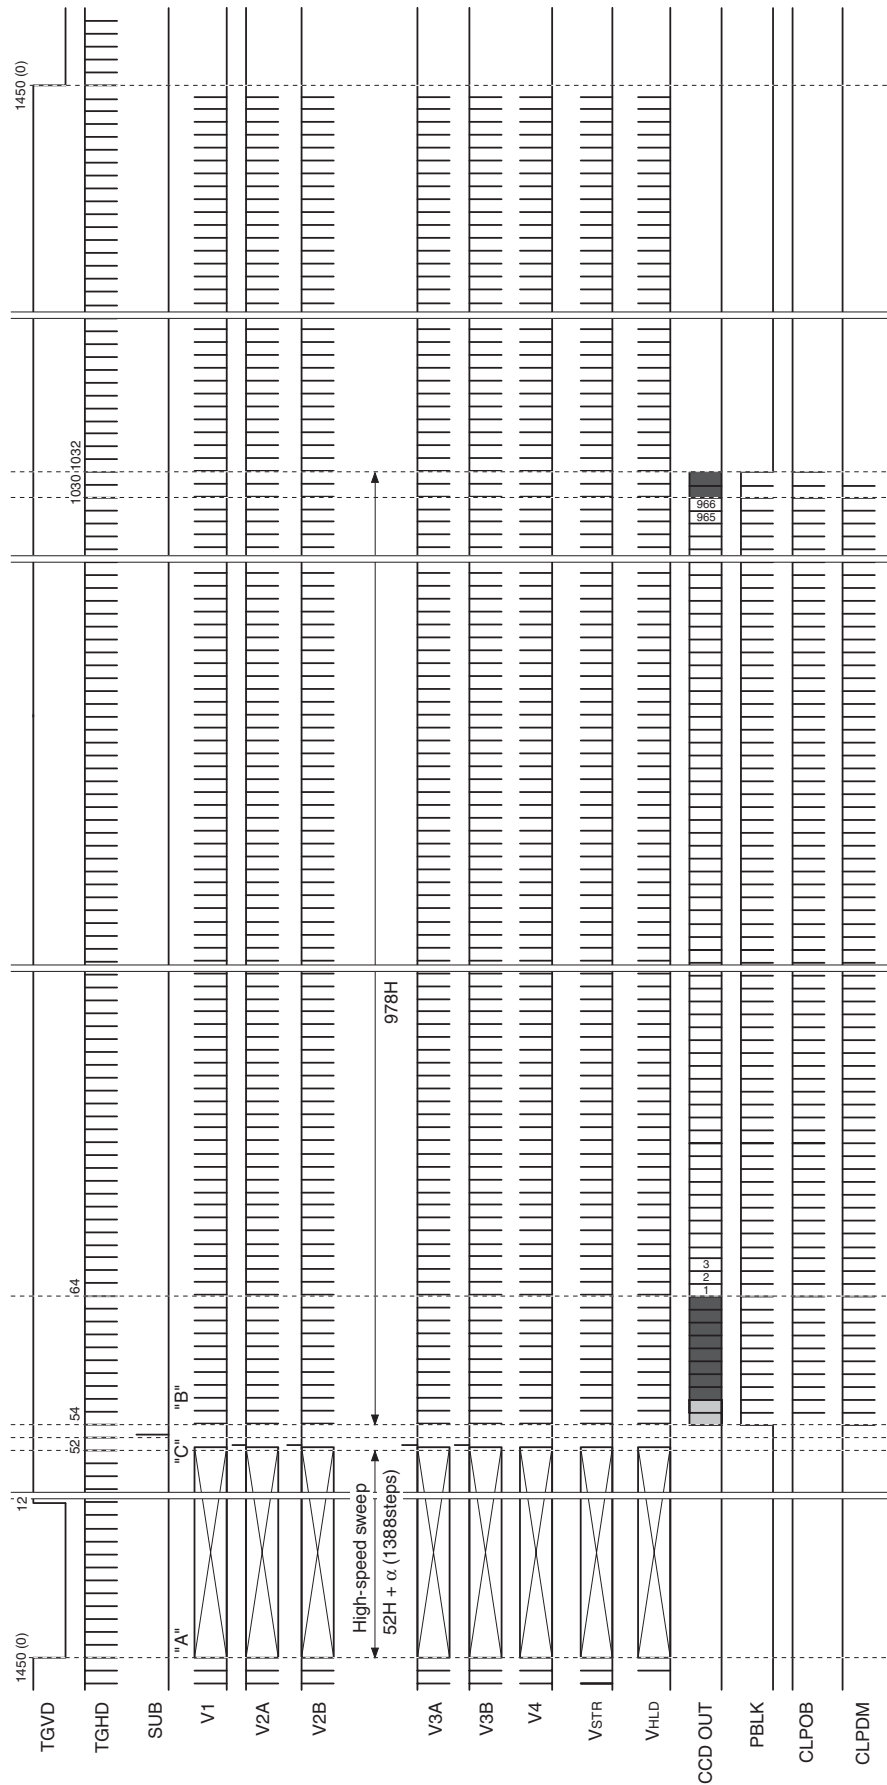 TGVD
TGHD
SUB
V1
V2A
V2B
V3A
V3B
V4
VSTR
VHLD
CCD OUT
PBLK
CLPOB
CLPDM
1450 (0)
12
52
54
64
1030
1032
1450 (0)
"A"
"C"
"B"
High-speed sweep
52H + α (1388steps)
978H
1
2
3
965
966